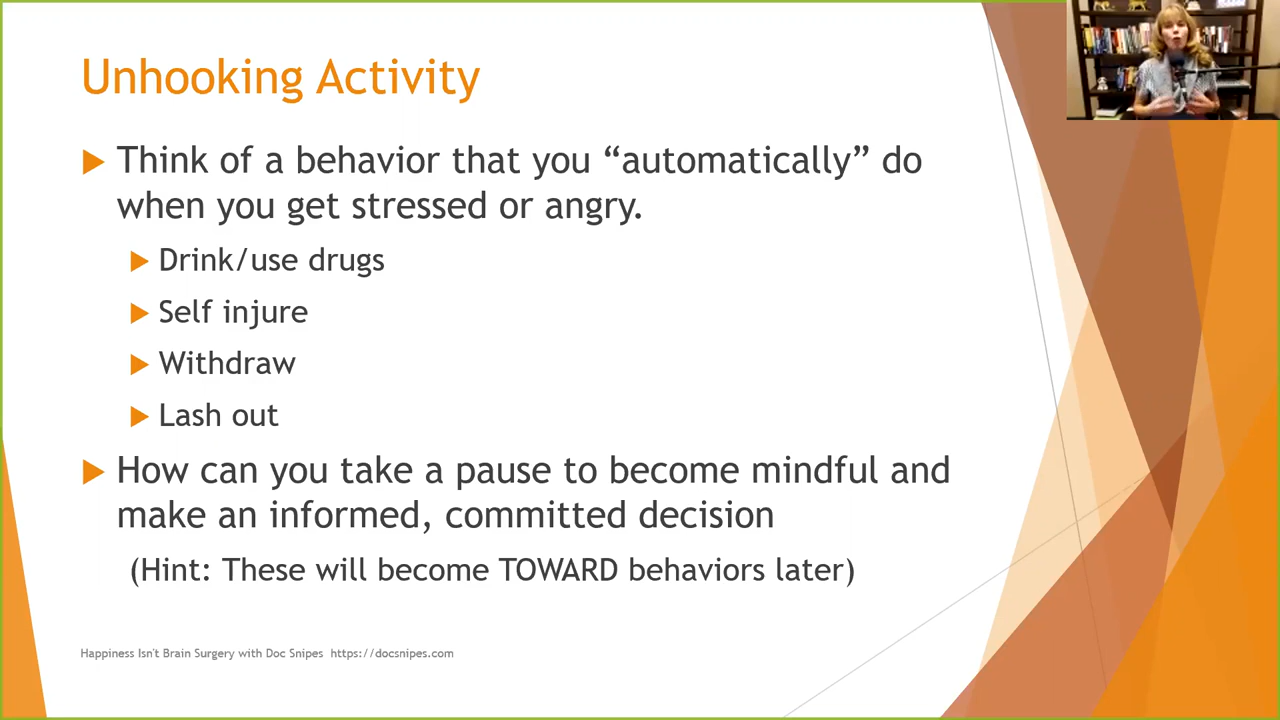 Unhooking Activity
Think of a behavior that you “automatically” do
when you get stressed or angry.
Drink/use drugs
Self injure
Withdraw
Lash out
How can you take a pause to become mindful and
make an informed, committed decision
(Hint: These will become TOWARD behaviors later)
Happiness Isn't Brain Surgery with Doc Snipes https://docsnipes.com